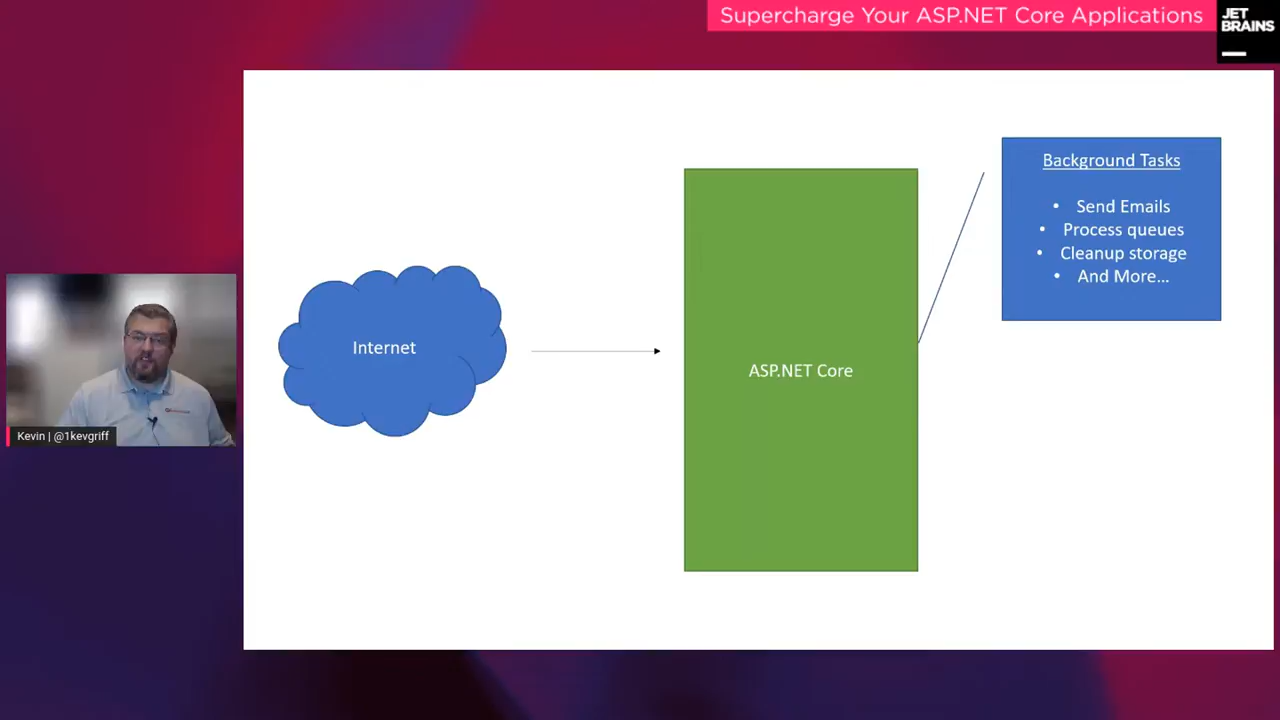 Supercharge Your ASP.NET Core Applications
JET
BRAINS
Background Tasks
• Send Emails
• Process queues
• Cleanup storage
• And More...
Internet
ASP.NET Core
Kevin | @1kevgriff